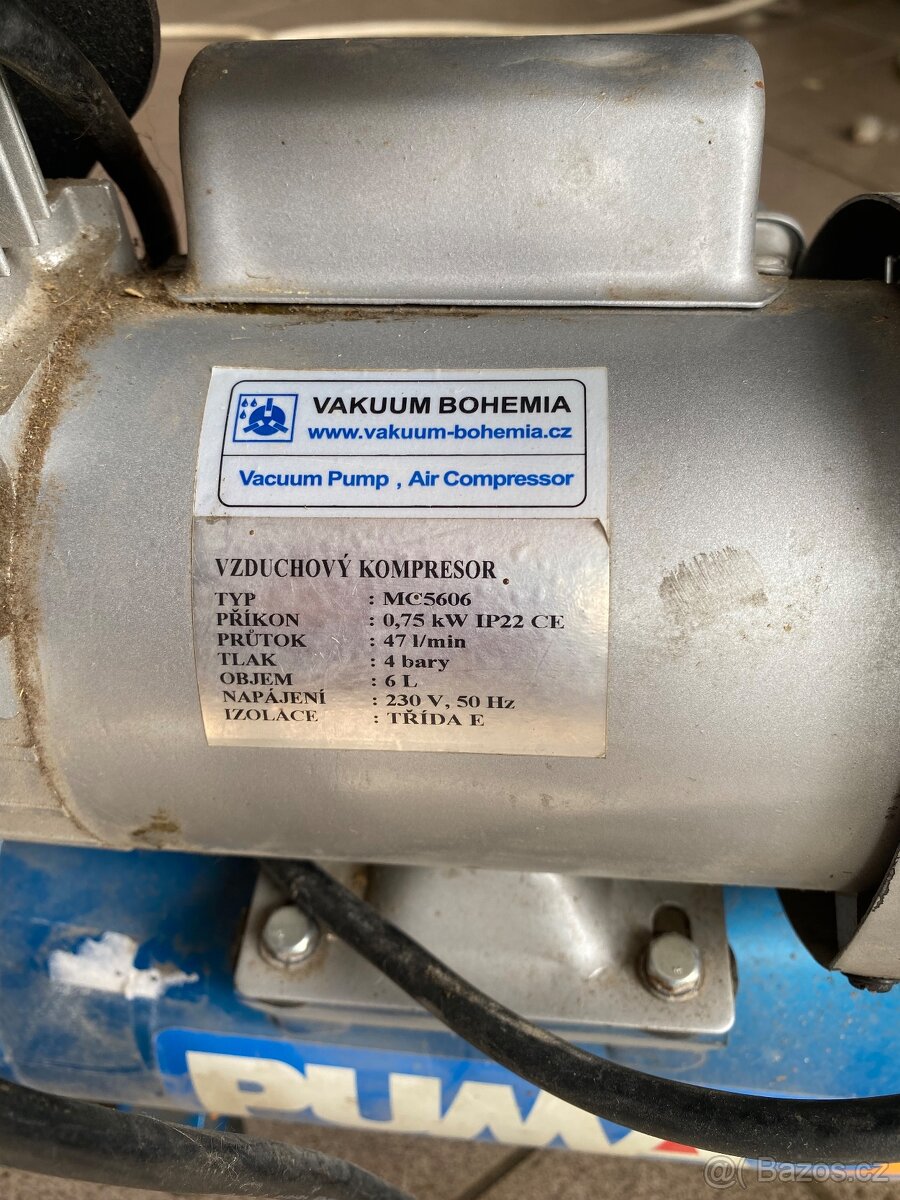 VAKUUM BOHEMIA
www.vakuum-bohemia.cz
Vacuum Pump , Air Compressor
VZDUCHOVÝ KOMPRESOR
TYP : MC5606
PŘÍKON : 0,75 kW IP22 CE
PRŮTOK : 47 l/min
TLAK : 4 bary
OBJEM : 6 L
NAPÁJENÍ : 230 V, 50 Hz
IZOLACE : TŘÍDA E
PUMA
@ Bazos.cz